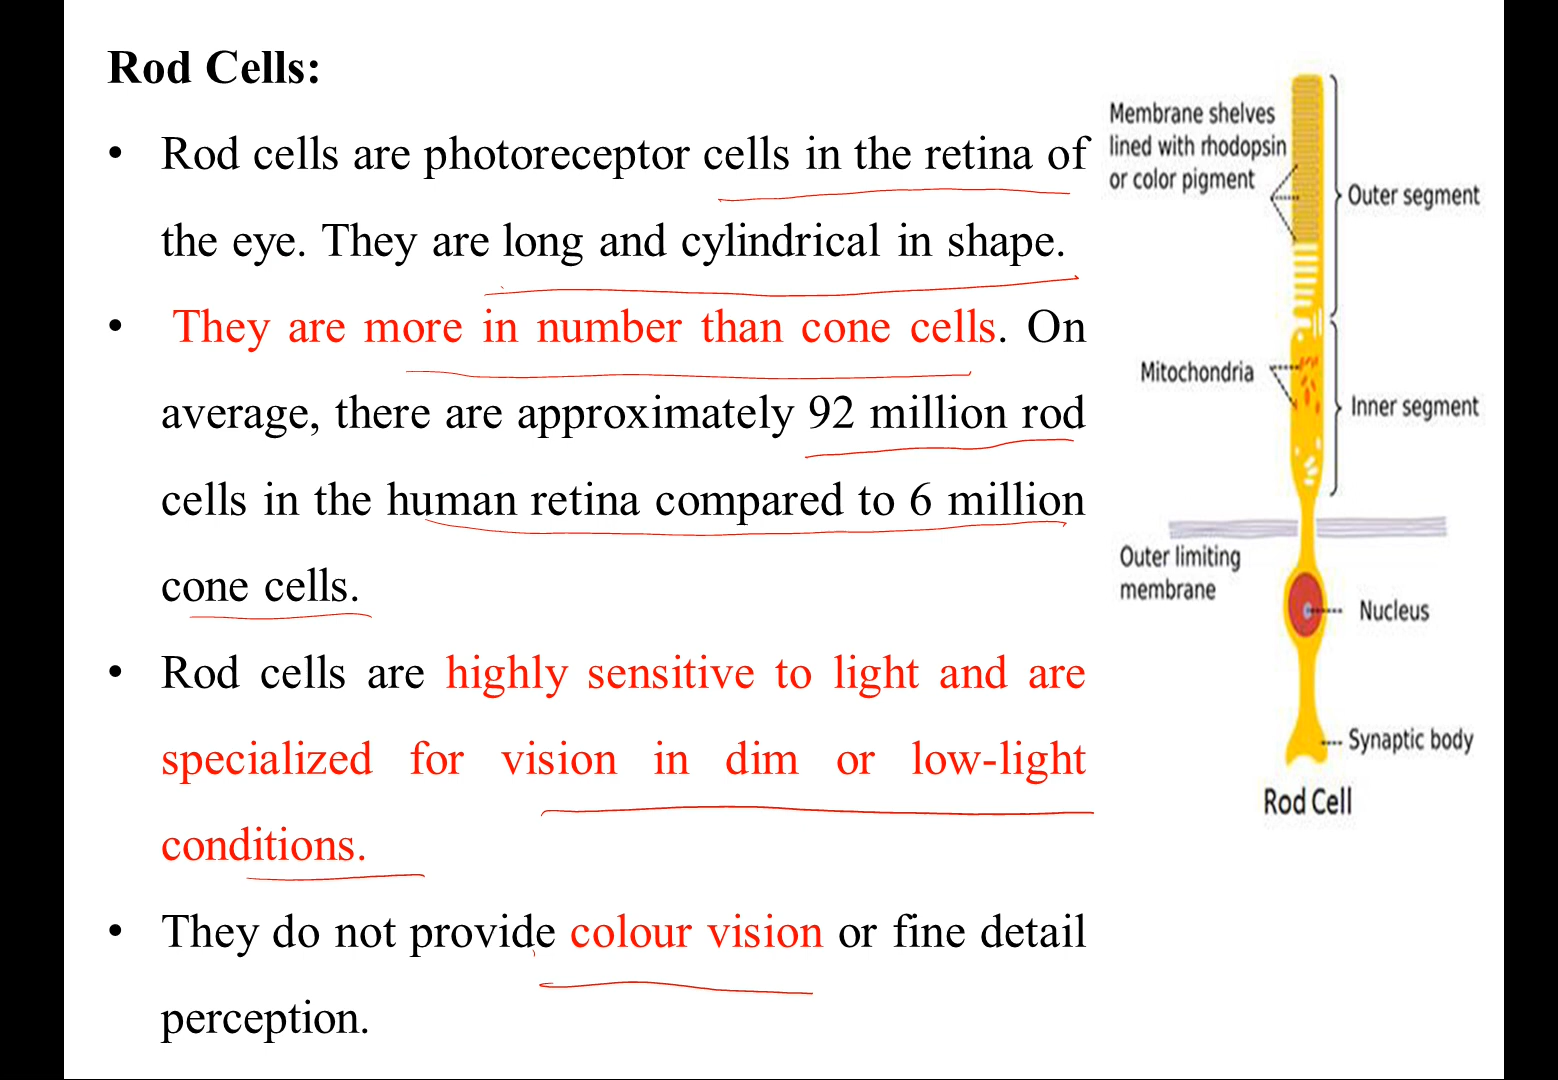 Rod Cells:
• Rod cells are photoreceptor cells in the retina of
the eye. They are long and cylindrical in shape.
• They are more in number than cone cells. On
average, there are approximately 92 million rod
cells in the human retina compared to 6 million
cone cells.
• Rod cells are highly sensitive to light and are
specialized for vision in dim or low-light
conditions.
• They do not provide colour vision or fine detail
perception.
Membrane shelves
lined with rhodopsin
or color pigment
Outer segment
Mitochondria
Inner segment
Outer limiting
membrane
Nucleus
Synaptic body
Rod Cell